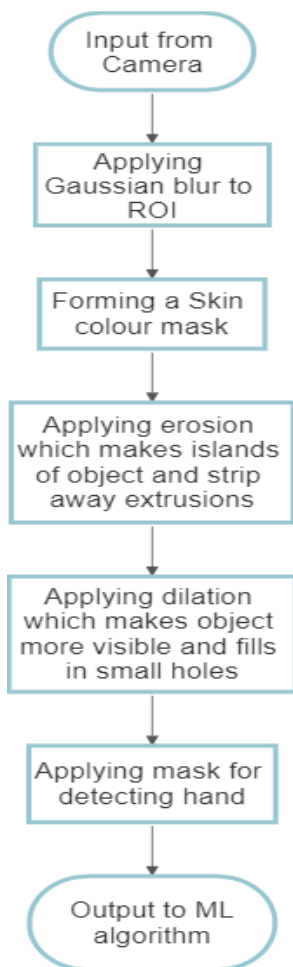 Input from
Camera
Applying
Gaussian blur to
ROI
Forming a Skin
colour mask
Applying erosion
which makes islands
of object and strip
away extrusions
Applying dilation
which makes object
more visible and fills
in small holes
Applying mask for
detecting hand
Output to ML
algorithm